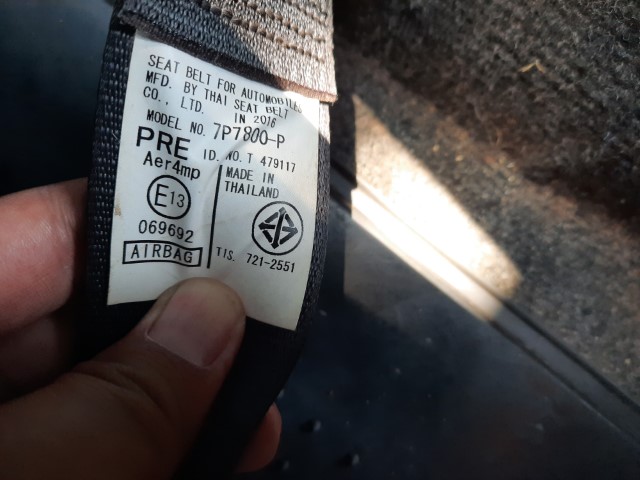 SEAT BELT FOR AUTOMOBILE
MFD. BY THAI SEAT BELT
CO., LTD. IN 2016
MODEL NO. 7P7800-P
PRE ID. NO. T 479117
Aer4mp
MADE IN
THAILAND
E13
069692
AIRBAG
TIS. 721-2551